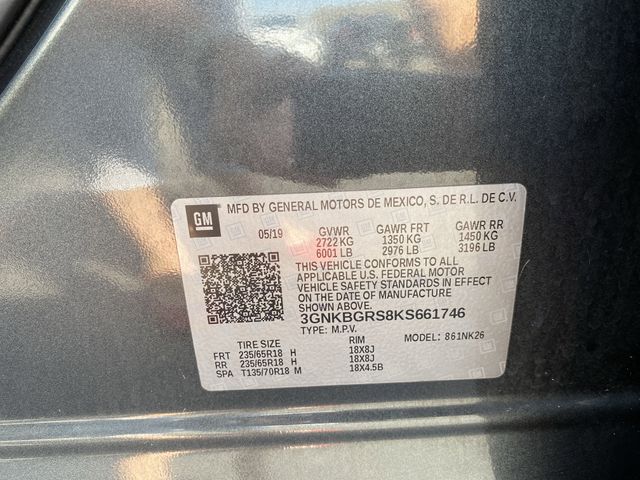 GM MFD BY GENERAL MOTORS DE MEXICO, S. DE R.L. DE C.V.
05/19 GVWR GAWR FRT GAWR RR
2722 KG 1350 KG 1450 KG
6001 LB 2976 LB 3196 LB
THIS VEHICLE CONFORMS TO ALL
APPLICABLE U.S. FEDERAL MOTOR
VEHICLE SAFETY STANDARDS IN EFFECT
ON THE DATE OF MANUFACTURE
3GNKBGRS8KS661746
TYPE: M.P.V. MODEL: 861NK26
TIRE SIZE RIM
FRT 235/65R18 H 18X8J
RR 235/65R18 H 18X8J
SPA T135/70R18 M 18X4.5B